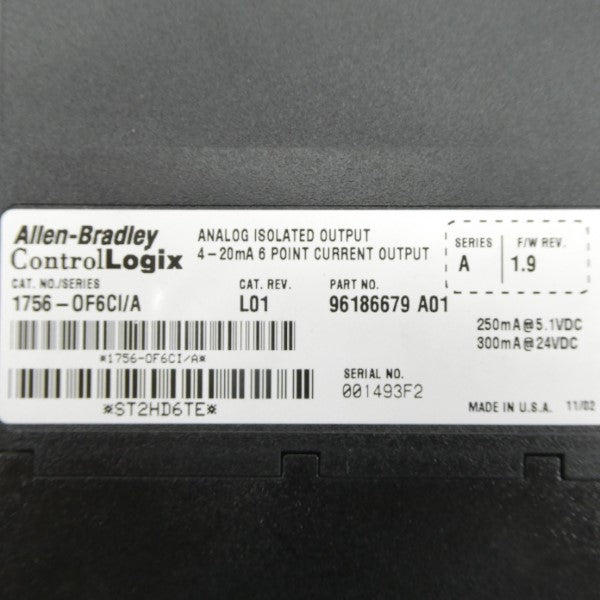 Allen-Bradley
ControlLogix
ANALOG ISOLATED OUTPUT
4-20mA 6 POINT CURRENT OUTPUT
SERIES
A
F/W REV.
1.9
CAT. NO./SERIES
1756-OF6CI/A
CAT. REV.
L01
PART NO.
96186679 A01
250mA@5.1VDC
300mA@24VDC
*1756-OF6CI/A*
*ST2HD6TE*
SERIAL NO.
001493F2
MADE IN U.S.A. 11/02